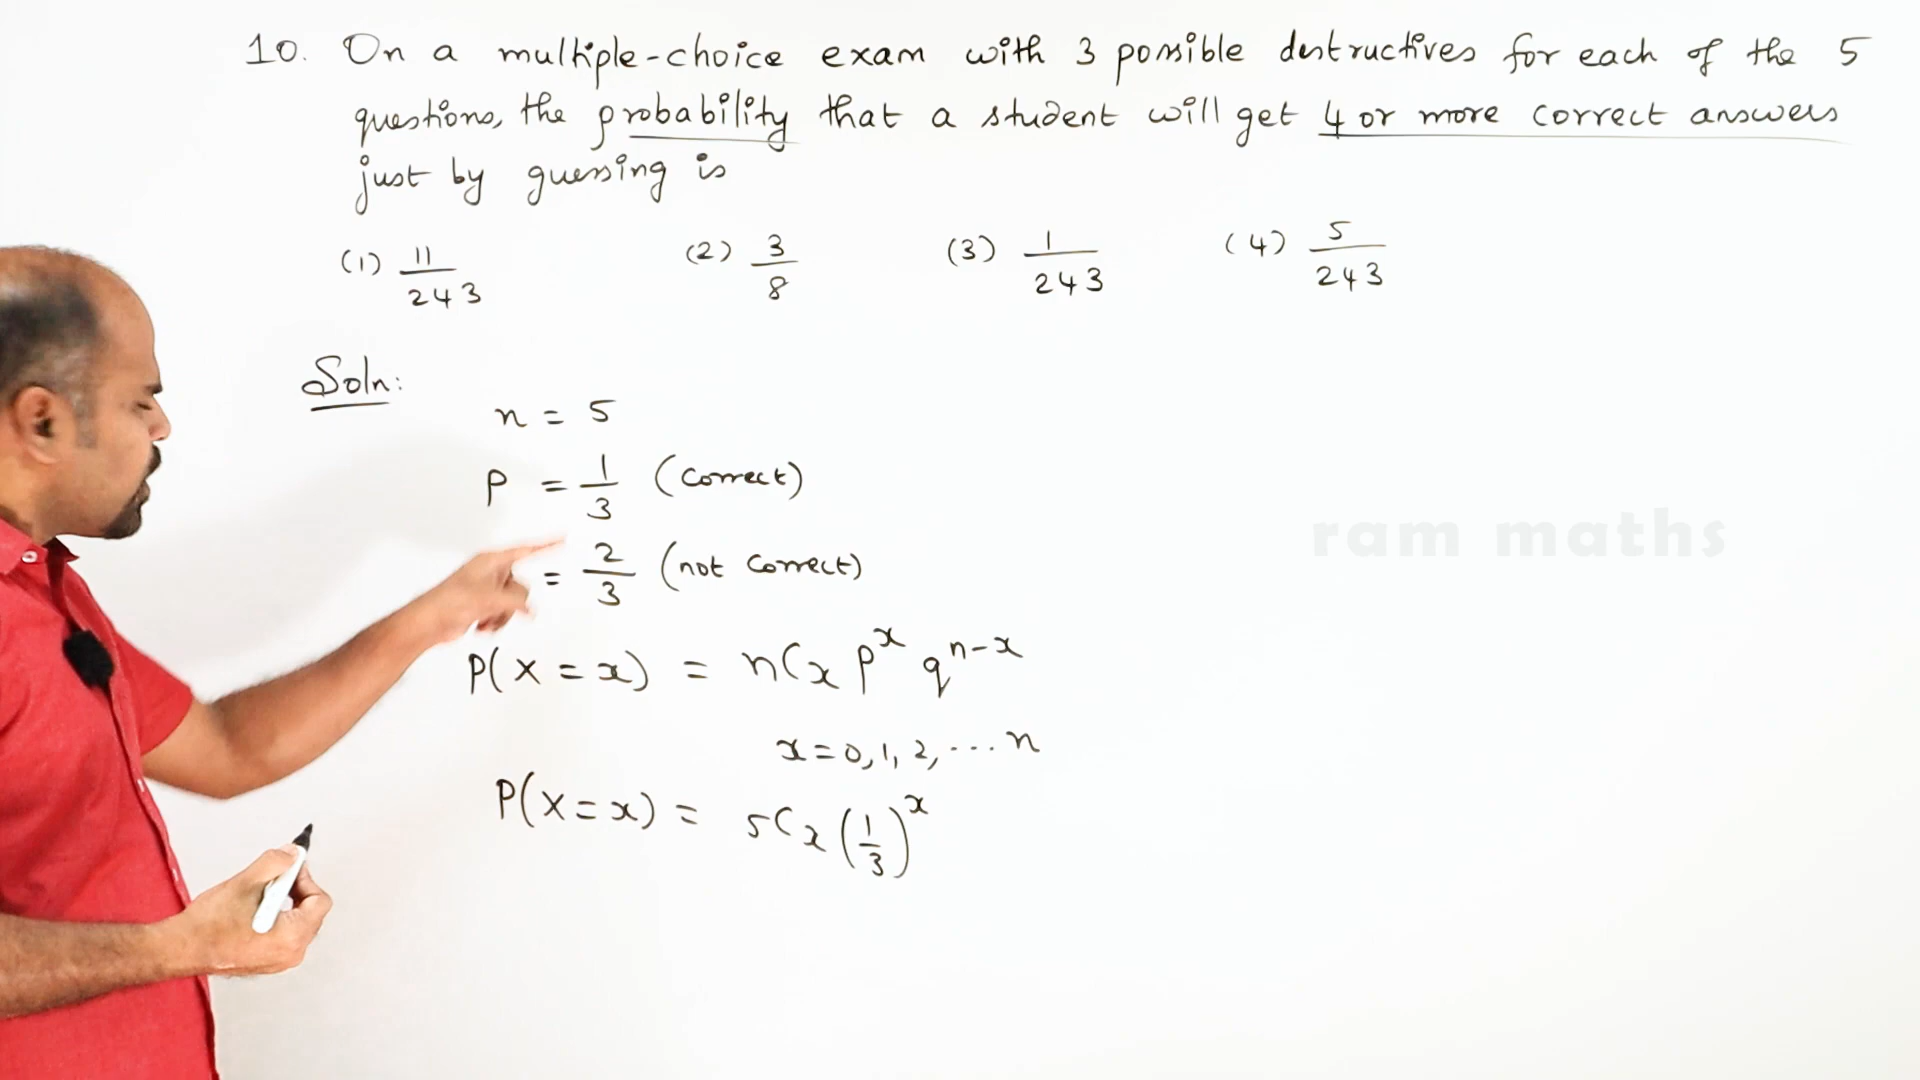 10. On a multiple-choice exam with 3 possible destructives for each of the 5
questions, the probability that a student will get 4 or more correct answers
just by guessing is
(1) 11/243 (2) 3/8 (3) 1/243 (4) 5/243
Soln:
n = 5
p = 1/3 (correct)
= 2/3 (not correct)
P(X = x) = nCx p^x q^(n-x)
x = 0, 1, 2, ... n
P(X = x) = 5Cx (1/3)^x
ram maths